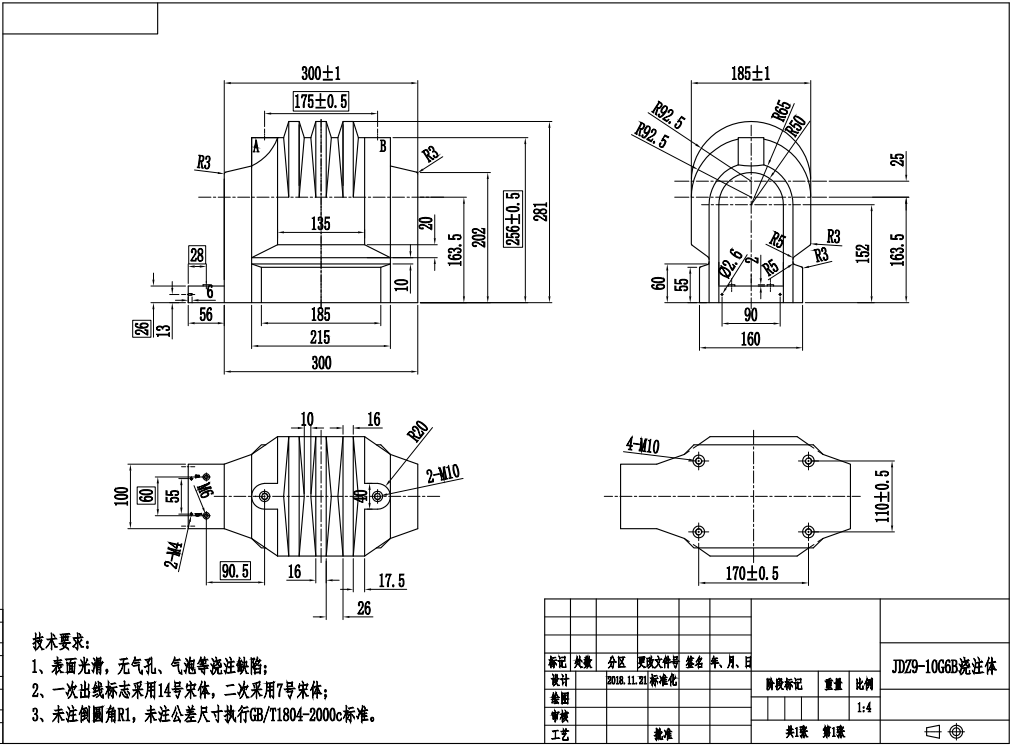 300±1
175±0.5
A
B
R3
R3
135
20
163.5
202
256±0.5
281
28
6
10
26
13
56
185
215
300
185±1
R92.5
R92.5
R65
R50
25
R5
R3
R3
R5
Ø2.6
2
60
55
152
163.5
90
160
10
16
R20
2-M10
100
60
55
M6
40
2-M4
90.5
16
17.5
26
4-M10
110±0.5
170±0.5
技术要求:
1、表面光滑，无气孔、气泡等浇注缺陷;
2、一次出线标志采用14号宋体，二次采用7号宋体;
3、未注倒圆角R1，未注公差尺寸执行GB/T1804-2000c标准。
标记 处数 分区 更改文件号 签名 年、月、日
设计 2018.11.21 标准化
绘图
审核
工艺 批准
阶段标记 重量 比例
1:4
共1张 第1张
JDZ9-10G6B浇注体